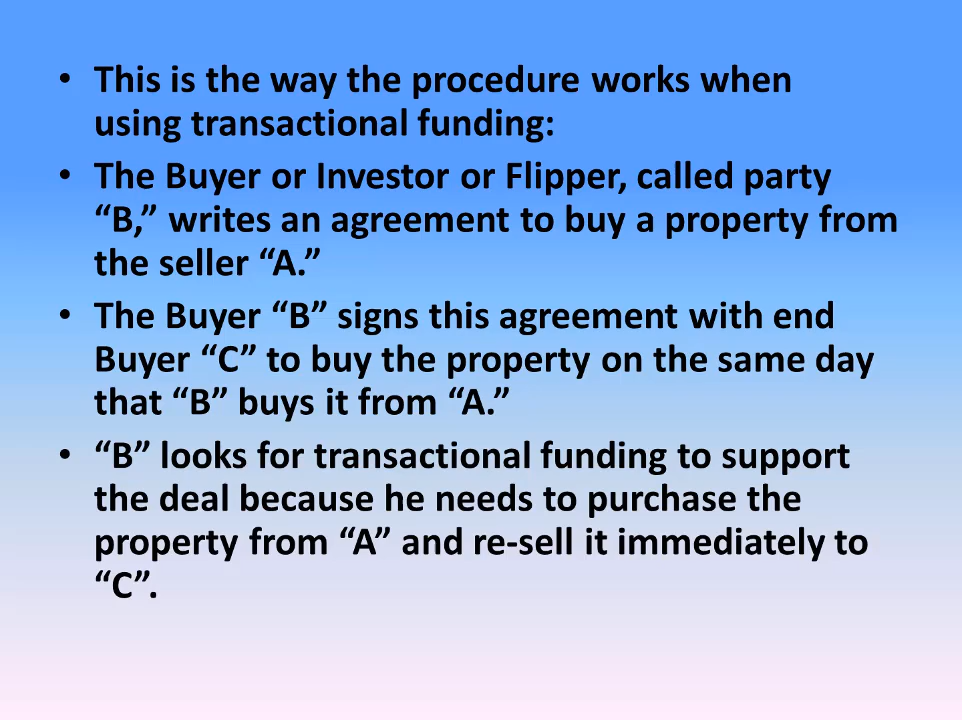 • This is the way the procedure works when
using transactional funding:
• The Buyer or Investor or Flipper, called party
“B,” writes an agreement to buy a property from
the seller “A.”
• The Buyer “B” signs this agreement with end
Buyer “C” to buy the property on the same day
that “B” buys it from “A.”
• “B” looks for transactional funding to support
the deal because he needs to purchase the
property from “A” and re-sell it immediately to
“C”.